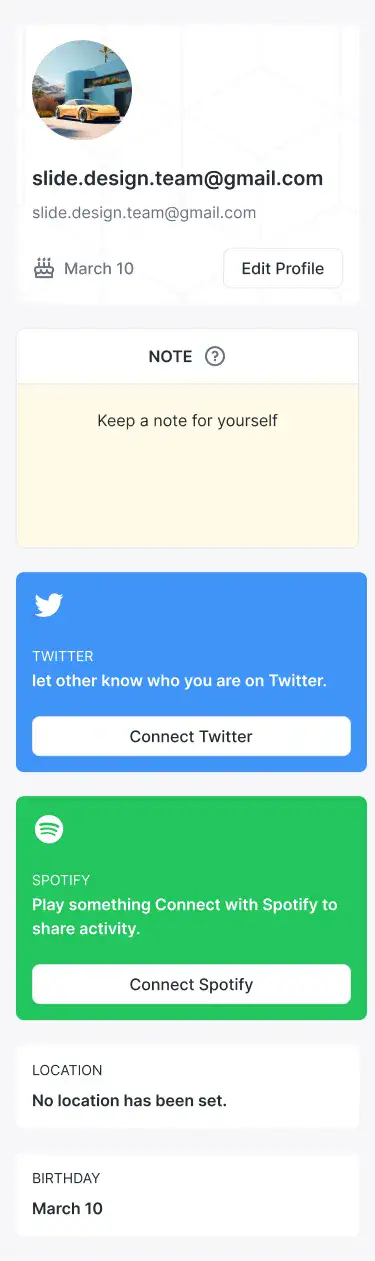 slide.design.team@gmail.com
slide.design.team@gmail.com
March 10
Edit Profile
NOTE
Keep a note for yourself
TWITTER
let other know who you are on Twitter.
Connect Twitter
SPOTIFY
Play something Connect with Spotify to
share activity.
Connect Spotify
LOCATION
No location has been set.
BIRTHDAY
March 10